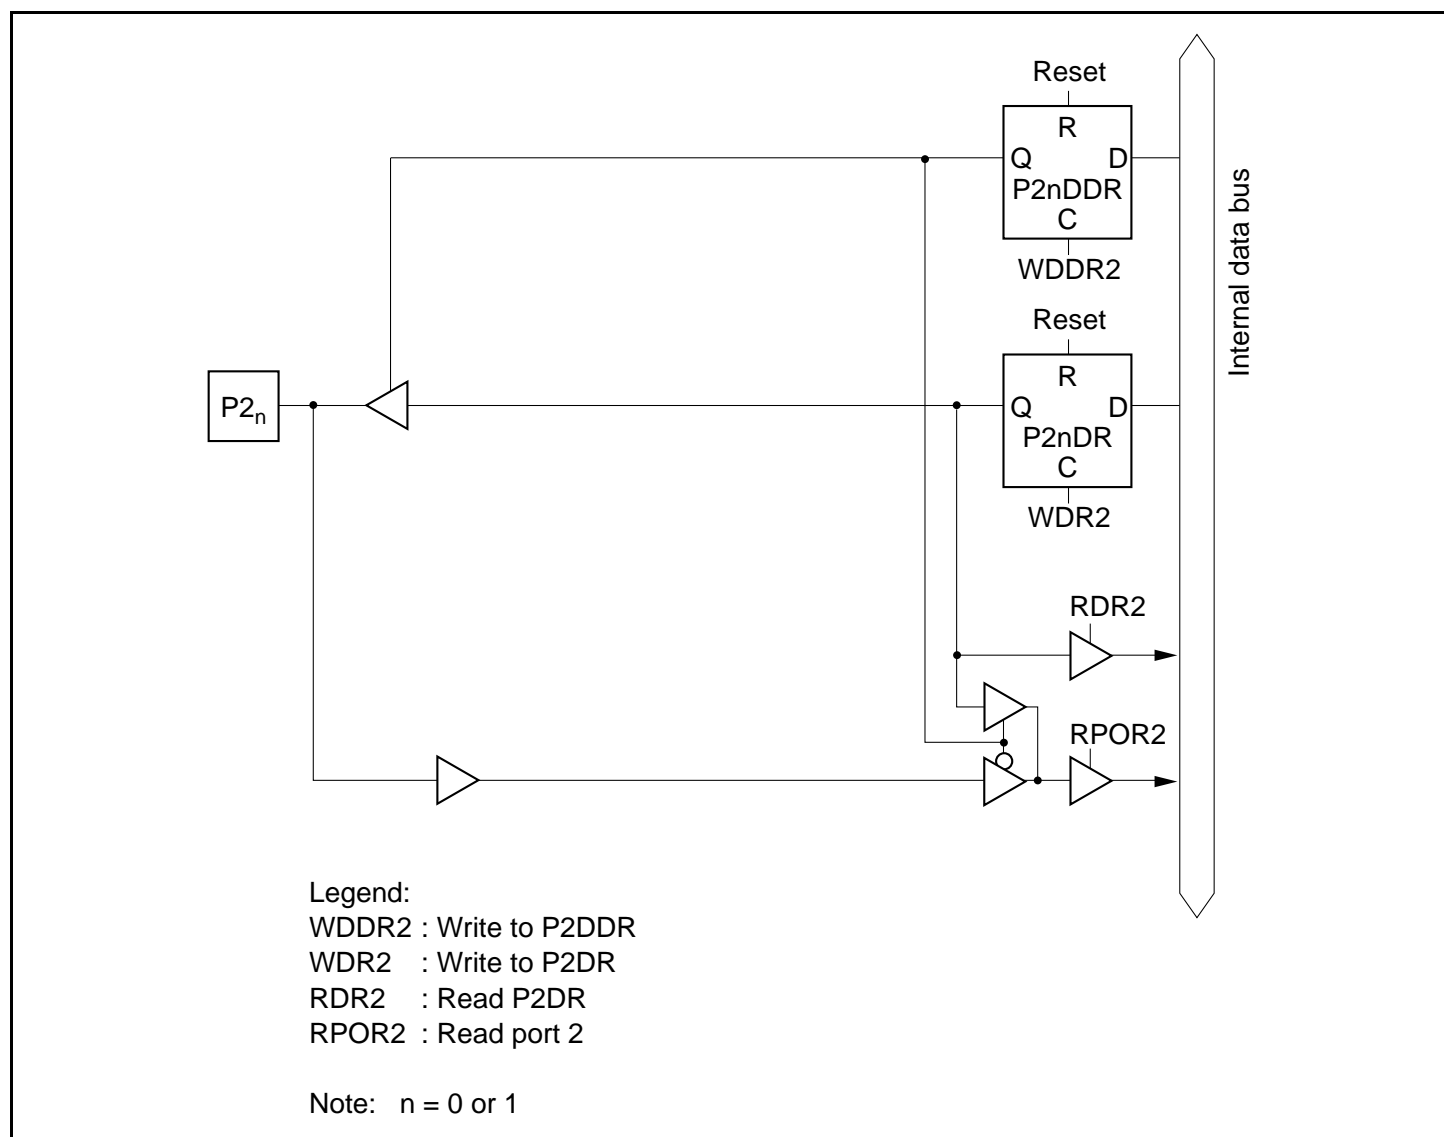 Reset
R
Q D
P2nDDR
C
WDDR2
Internal data bus
Reset
R
P2n
Q D
P2nDR
C
WDR2
RDR2
RPOR2
Legend:
WDDR2 : Write to P2DDR
WDR2 : Write to P2DR
RDR2 : Read P2DR
RPOR2 : Read port 2
Note: n = 0 or 1